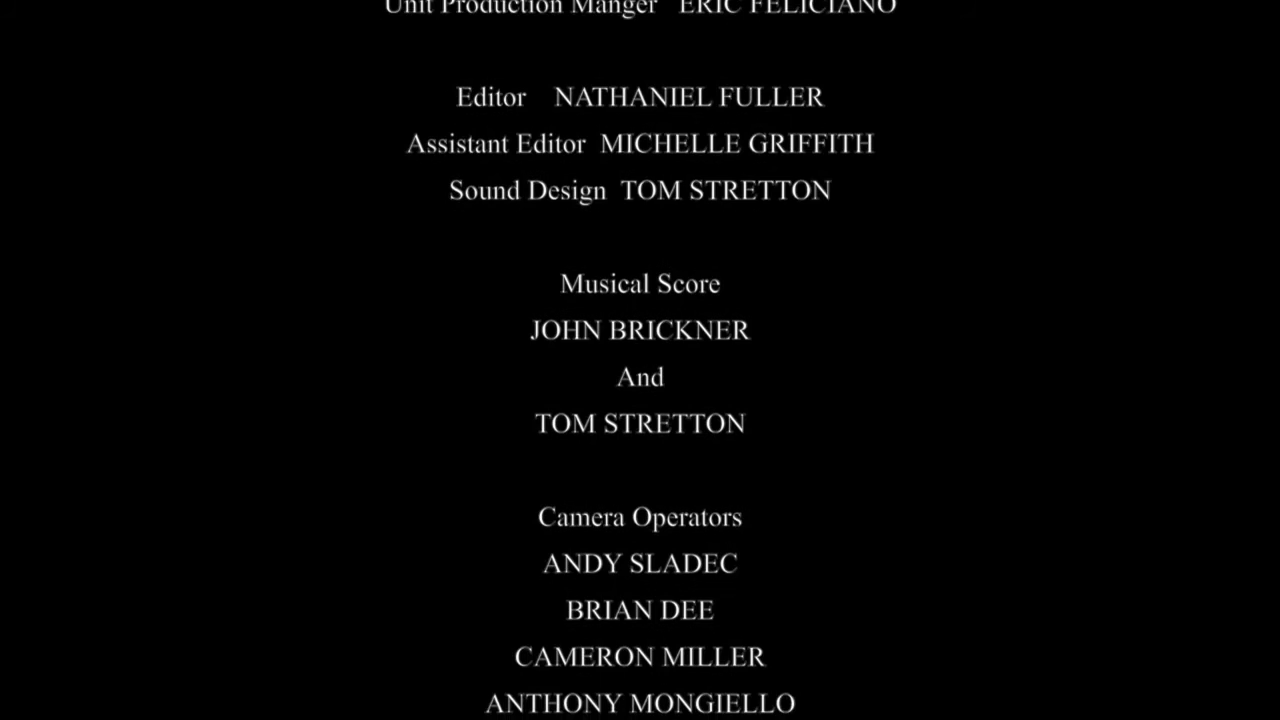 Unit Production Manger ERIC FELICIANO
Editor NATHANIEL FULLER
Assistant Editor MICHELLE GRIFFITH
Sound Design TOM STRETTON
Musical Score
JOHN BRICKNER
And
TOM STRETTON
Camera Operators
ANDY SLADEC
BRIAN DEE
CAMERON MILLER
ANTHONY MONGIELLO